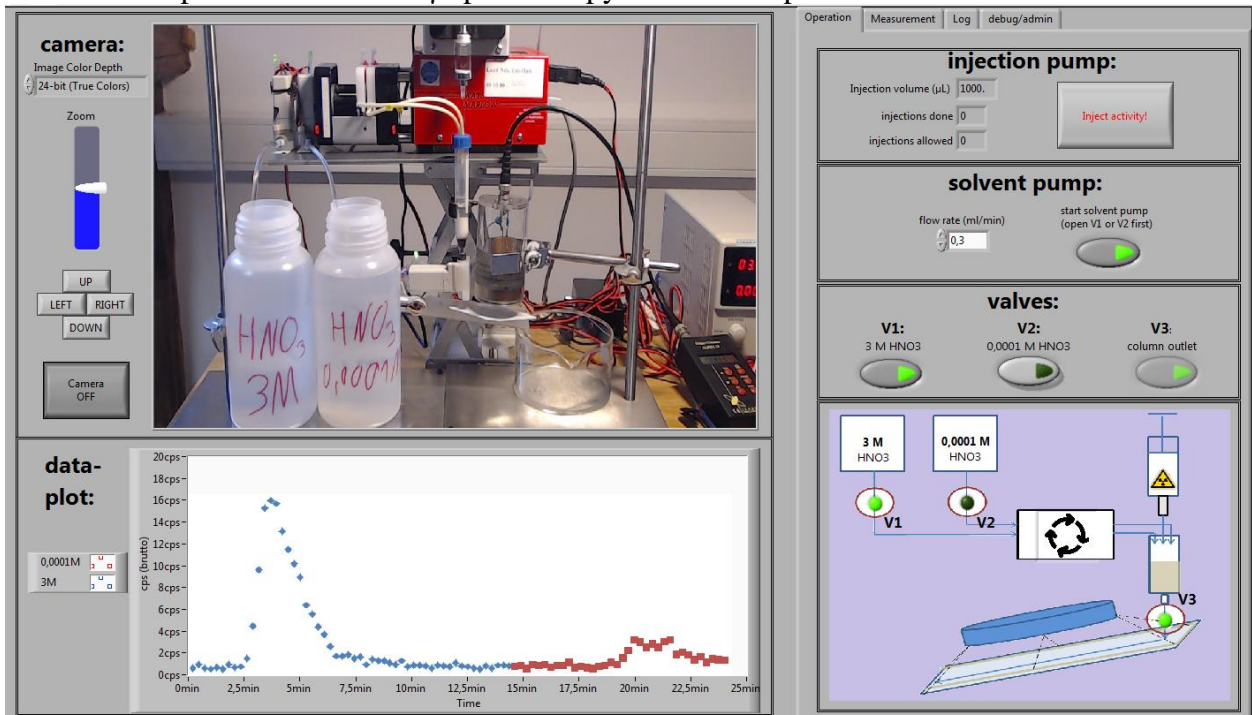 camera:
Image Color Depth
24-bit (True Colors)
Zoom
UP
LEFT RIGHT
DOWN
Camera
OFF
HNO3
3M
HNO3
0,0001M
data-
plot:
0,0001M
3M
20cps
18cps
16cps
14cps
12cps
10cps
8cps
6cps
4cps
2cps
0cps
cps (brutto)
0min 2,5min 5min 7,5min 10min 12,5min 15min 17,5min 20min 22,5min 25min
Time
Operation Measurement Log debug/admin
injection pump:
Injection volume (µL) 1000.
injections done 0
injections allowed 0
Inject activity!
solvent pump:
flow rate (ml/min)
0,3
start solvent pump
(open V1 or V2 first)
valves:
V1: V2: V3:
3 M HNO3 0,0001 M HNO3 column outlet
3 M
HNO3
0,0001 M
HNO3
V1
V2
V3